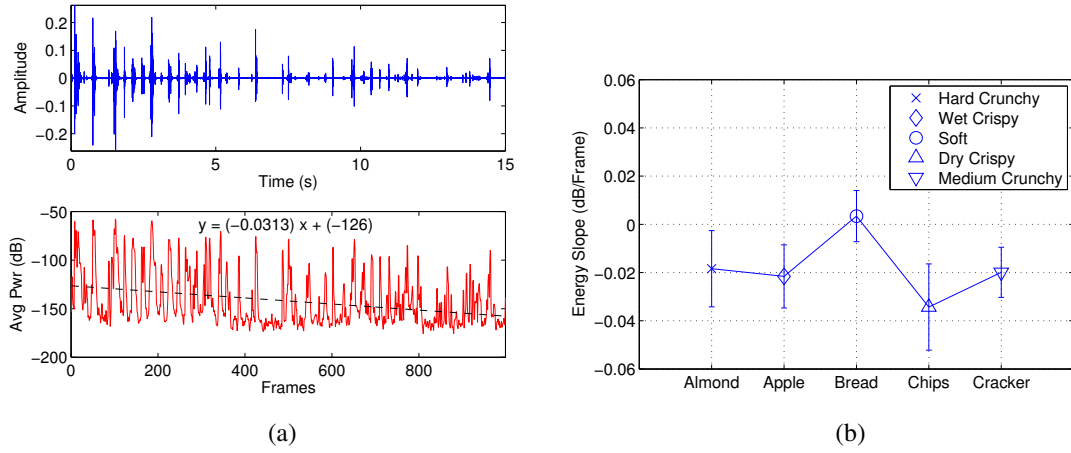 0.2
0.1
0
−0.1
−0.2
Amplitude
0 5 10 15
Time (s)
−50
−100
−150
−200
Avg Pwr (dB)
y = (−0.0313) x + (−126)
0 200 400 600 800
Frames
(a)
0.06
0.04
0.02
0
−0.02
−0.04
−0.06
Energy Slope (dB/Frame)
Hard Crunchy
Wet Crispy
Soft
Dry Crispy
Medium Crunchy
Almond Apple Bread Chips Cracker
(b)